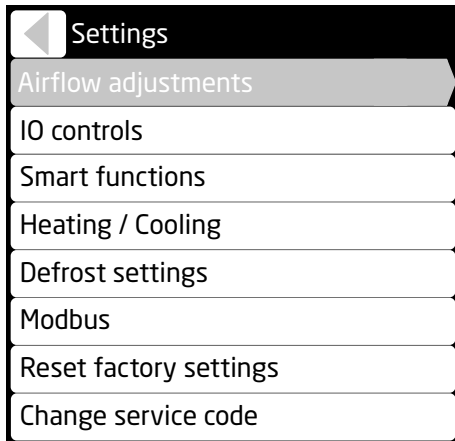 Settings
Airflow adjustments
IO controls
Smart functions
Heating / Cooling
Defrost settings
Modbus
Reset factory settings
Change service code